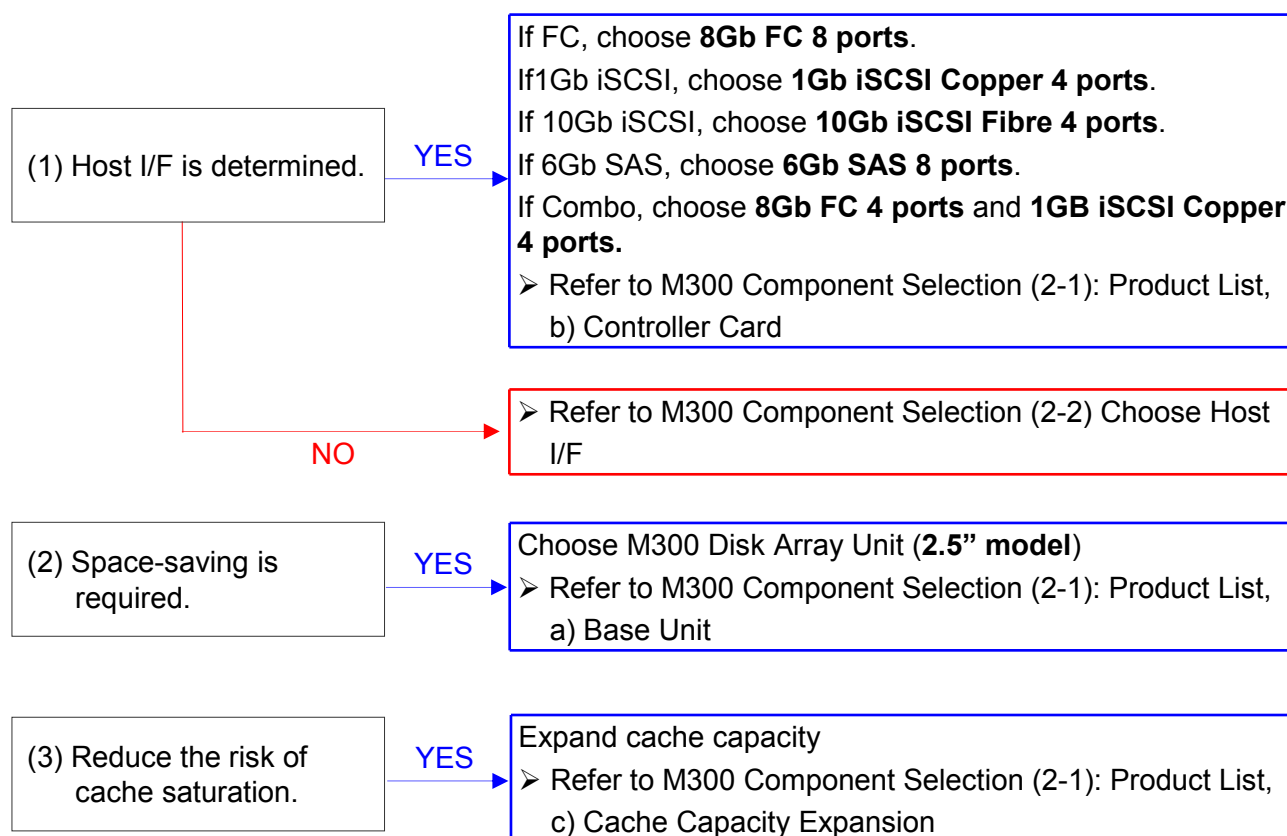 (1) Host I/F is determined.
YES
If FC, choose 8Gb FC 8 ports.
If1Gb iSCSI, choose 1Gb iSCSI Copper 4 ports.
If 10Gb iSCSI, choose 10Gb iSCSI Fibre 4 ports.
If 6Gb SAS, choose 6Gb SAS 8 ports.
If Combo, choose 8Gb FC 4 ports and 1GB iSCSI Copper
4 ports.
➢ Refer to M300 Component Selection (2-1): Product List,
b) Controller Card
NO
➢ Refer to M300 Component Selection (2-2) Choose Host
I/F
(2) Space-saving is
required.
YES
Choose M300 Disk Array Unit (2.5” model)
➢ Refer to M300 Component Selection (2-1): Product List,
a) Base Unit
(3) Reduce the risk of
cache saturation.
YES
Expand cache capacity
➢ Refer to M300 Component Selection (2-1): Product List,
c) Cache Capacity Expansion